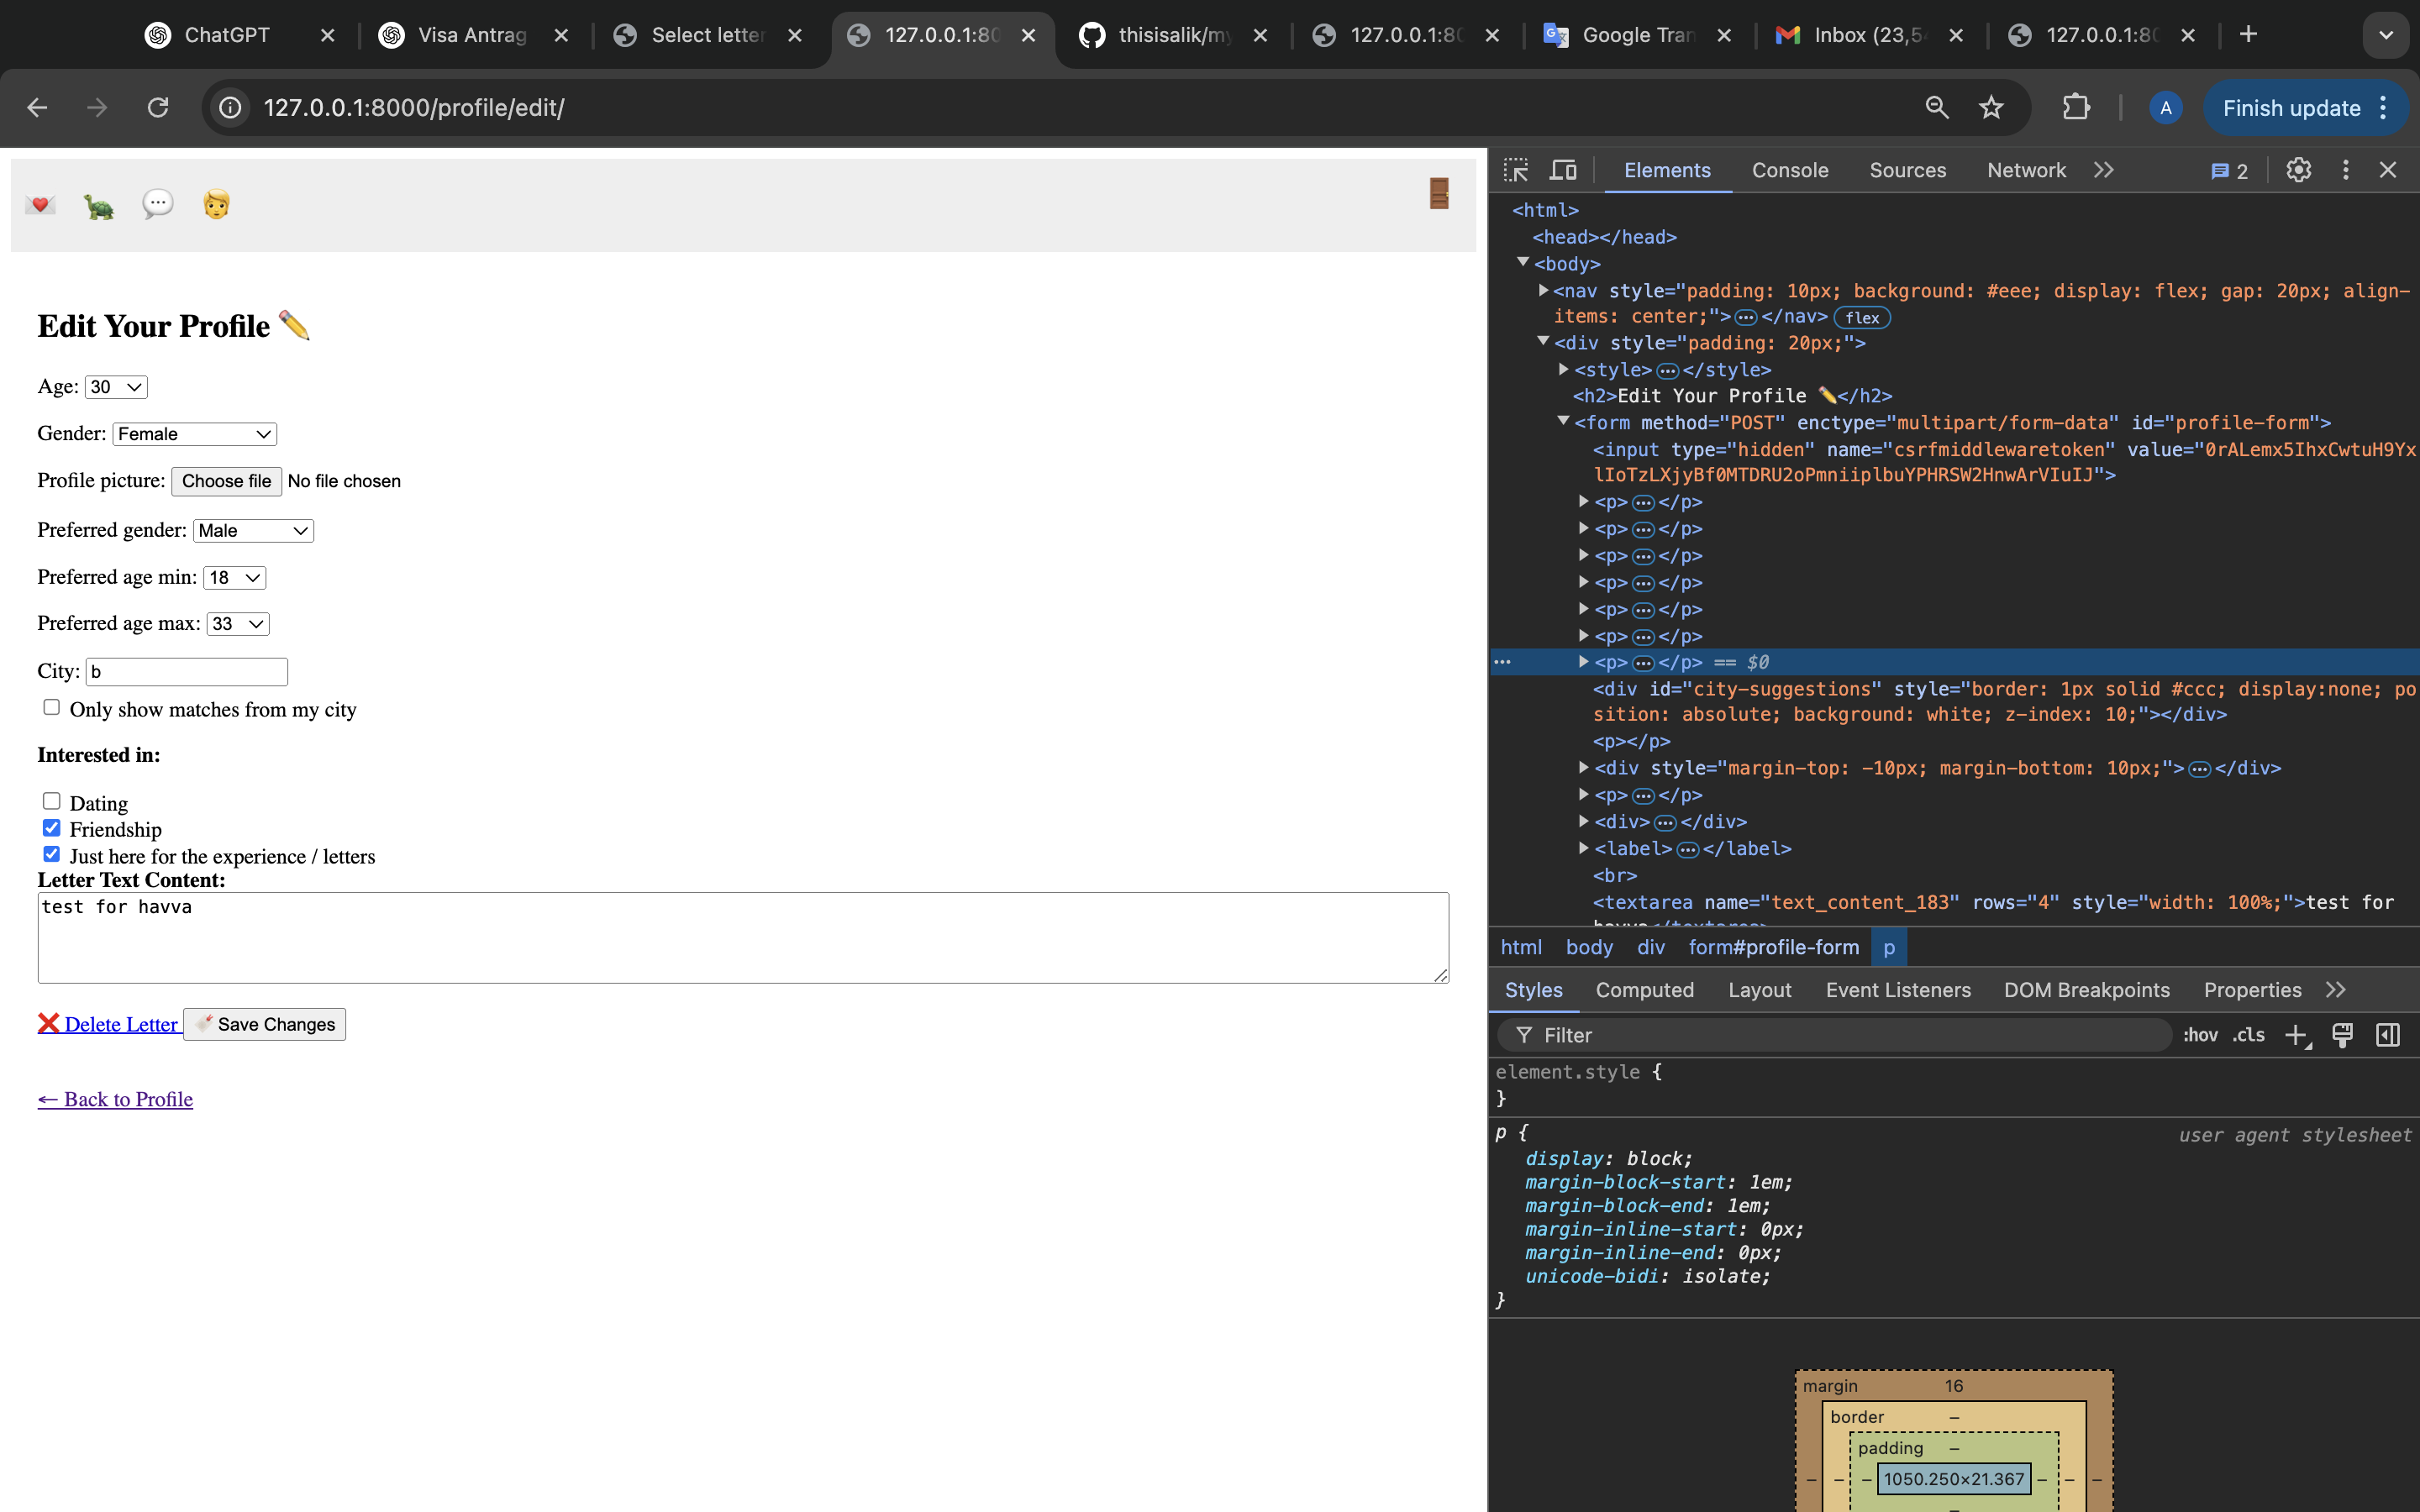 ChatGPT
Visa Antrag
Select letter
127.0.0.1:80
thisisalik/my
127.0.0.1:80
Google Tran
Inbox (23,5
127.0.0.1:80
127.0.0.1:8000/profile/edit/
A
Finish update
Edit Your Profile
Age: 30
Gender: Female
Profile picture: Choose file No file chosen
Preferred gender: Male
Preferred age min: 18
Preferred age max: 33
City: b
Only show matches from my city
Interested in:
Dating
Friendship
Just here for the experience / letters
Letter Text Content:
test for havva
Delete Letter Save Changes
← Back to Profile
Elements Console Sources Network 2
<html>
<head></head>
<body>
<nav style="padding: 10px; background: #eee; display: flex; gap: 20px; align-
items: center;">…</nav> flex
<div style="padding: 20px;">
<style>…</style>
<h2>Edit Your Profile ✏️</h2>
<form method="POST" enctype="multipart/form-data" id="profile-form">
<input type="hidden" name="csrfmiddlewaretoken" value="0rALemx5IhxCwtuH9Yx
lIoTzLXjyBf0MTDRU2oPmniiplbuYPHRSW2HnwArVIuIJ">
<p>…</p>
<p>…</p>
<p>…</p>
<p>…</p>
<p>…</p>
<p>…</p>
<p>…</p> == $0
<div id="city-suggestions" style="border: 1px solid #ccc; display:none; po
sition: absolute; background: white; z-index: 10;"></div>
<p></p>
<div style="margin-top: -10px; margin-bottom: 10px;">…</div>
<p>…</p>
<div>…</div>
<label>…</label>
<br>
<textarea name="text_content_183" rows="4" style="width: 100%;">test for
havva</textarea>
html body div form#profile-form p
Styles Computed Layout Event Listeners DOM Breakpoints Properties
Filter :hov .cls
element.style {
}
p { user agent stylesheet
display: block;
margin-block-start: 1em;
margin-block-end: 1em;
margin-inline-start: 0px;
margin-inline-end: 0px;
unicode-bidi: isolate;
}
margin 16
border –
padding –
– – – 1050.250×21.367 – – –